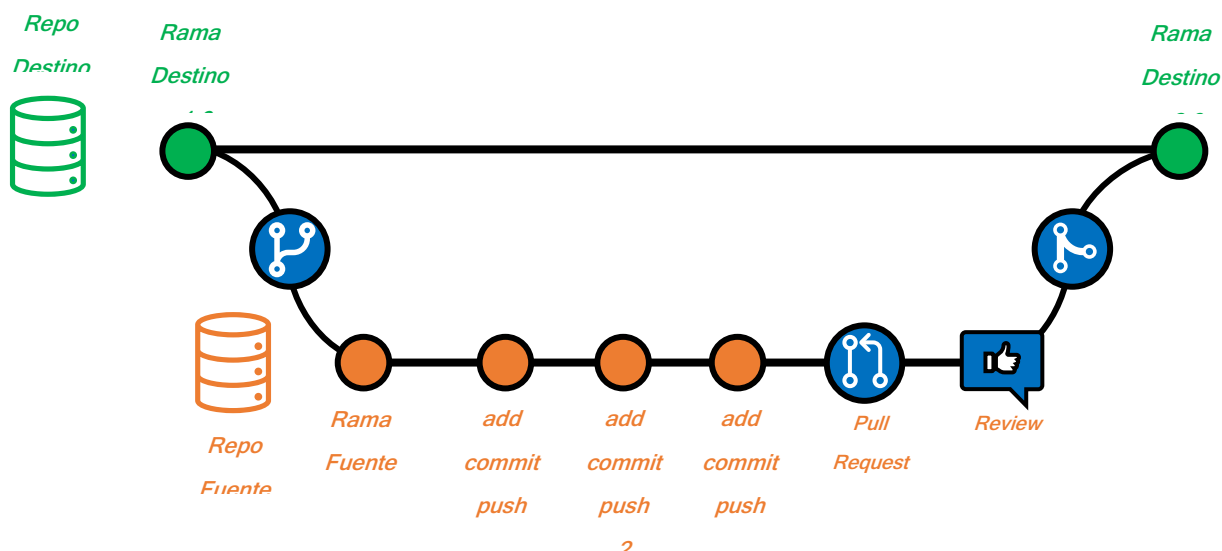 Repo
Destino
Rama
Destino
Rama
Destino
Repo
Fuente
Rama
Fuente
add
commit
push
add
commit
push
2
add
commit
push
Pull
Request
Review